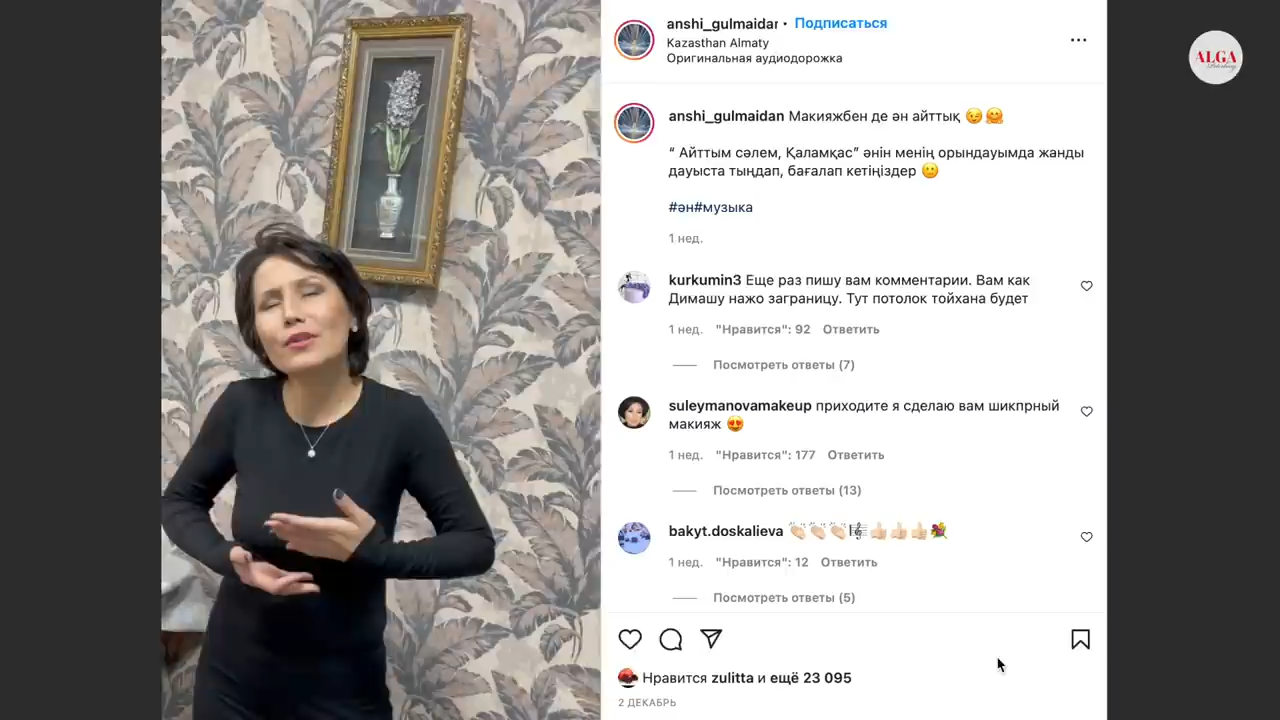 anshi_gulmaidar • Подписаться
Kazasthan Almaty
Оригинальная аудиодорожка
ALGA
anshi_gulmaidan Макияжбен де ән айттық 😉🤗
“ Айттым сәлем, Қаламқас” әнін менің орындауымда жанды
дауыста тыңдап, бағалап кетіңіздер 🙂
#ән#музыка
1 нед.
kurkumin3 Еще раз пишу вам комментарии. Вам как
Димашу нажо заграницу. Тут потолок тойхана будет
1 нед. "Нравится": 92 Ответить
Посмотреть ответы (7)
suleymanovamakeup приходите я сделаю вам шикпрный
макияж 😍
1 нед. "Нравится": 177 Ответить
Посмотреть ответы (13)
bakyt.doskalieva 👏🏻👏🏻👏🏻🎼👍🏻👍🏻👍🏻💐
1 нед. "Нравится": 12 Ответить
Посмотреть ответы (5)
Нравится zulitta и ещё 23 095
2 ДЕКАБРЬ